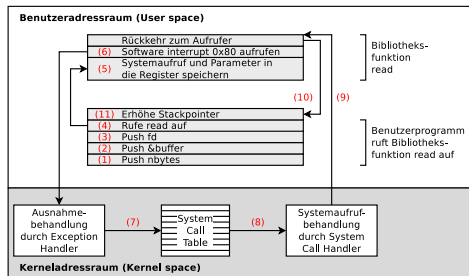 Benutzeradressraum (User space)
Rückkehr zum Aufrufer
(6) Software interrupt 0x80 aufrufen
(5) Systemaufruf und Parameter in
die Register speichern
Bibliotheks-
funktion
read
(10)
(9)
(11) Erhöhe Stackpointer
(4) Rufe read auf
(3) Push fd
(2) Push &buffer
(1) Push nbytes
Benutzerprogramm
ruft Bibliotheks-
funktion read auf
Ausnahme-
behandlung
durch Exception
Handler
(7)
System
Call
Table
(8)
Systemaufruf-
behandlung
durch System
Call Handler
Kerneladressraum (Kernel space)